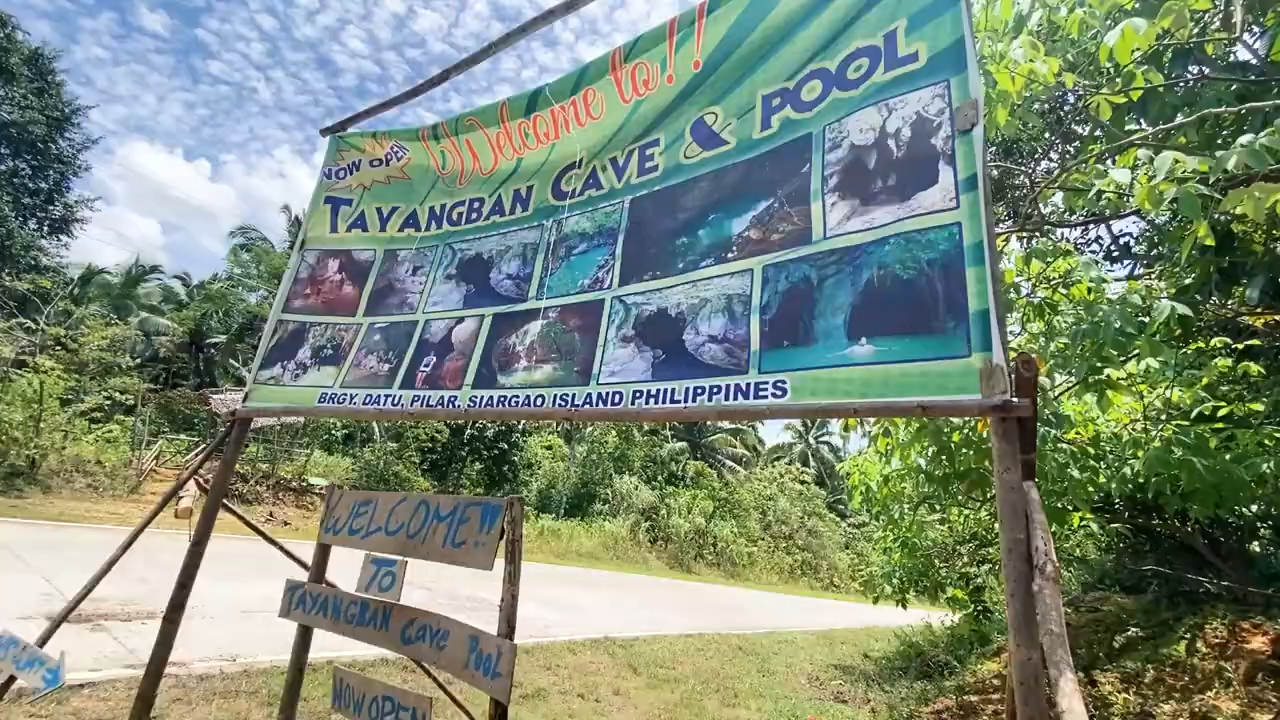 Welcome to!!
NOW OPEN
TAYANGBAN CAVE & POOL
BRGY. DATU, PILAR, SIARGAO ISLAND PHILIPPINES
WELCOME!!!
TO
TAYANGBAN Cave POOL
NOW OPEN